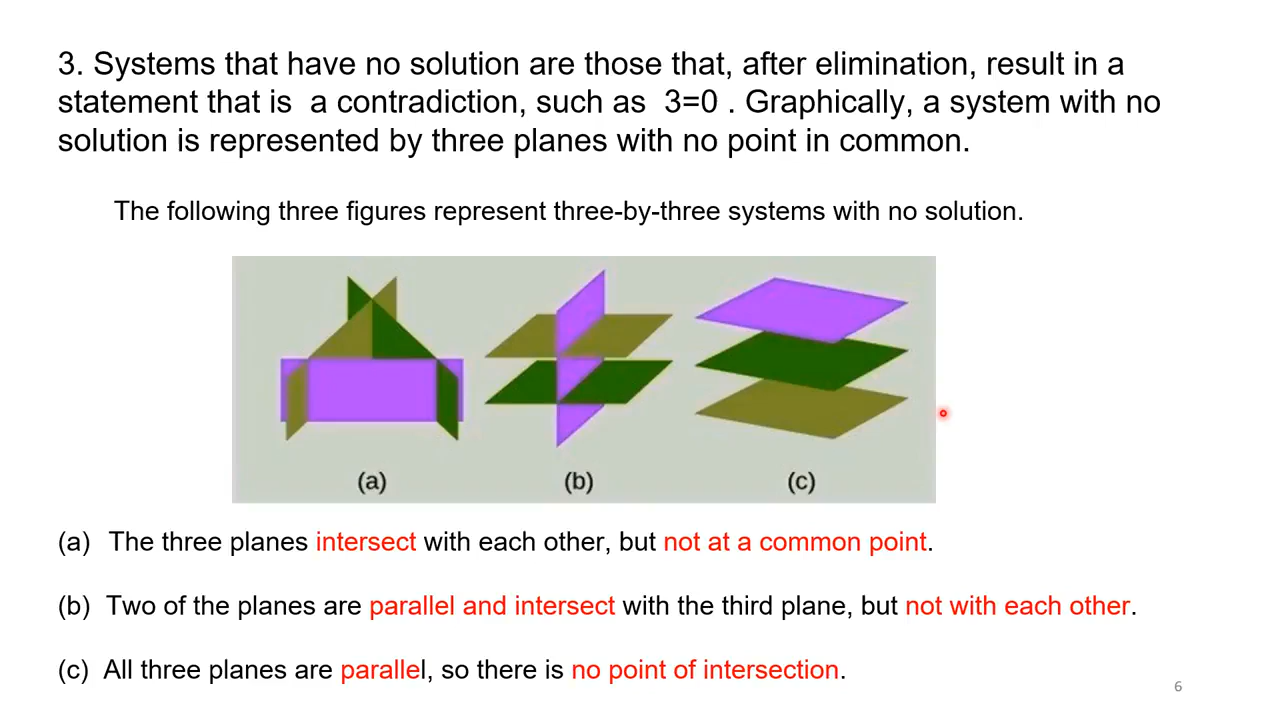 3. Systems that have no solution are those that, after elimination, result in a
statement that is  a contradiction, such as  3=0 . Graphically, a system with no
solution is represented by three planes with no point in common.
The following three figures represent three-by-three systems with no solution.
(a) (b) (c)
(a) The three planes intersect with each other, but not at a common point.
(b) Two of the planes are parallel and intersect with the third plane, but not with each other.
(c) All three planes are parallel, so there is no point of intersection.
6